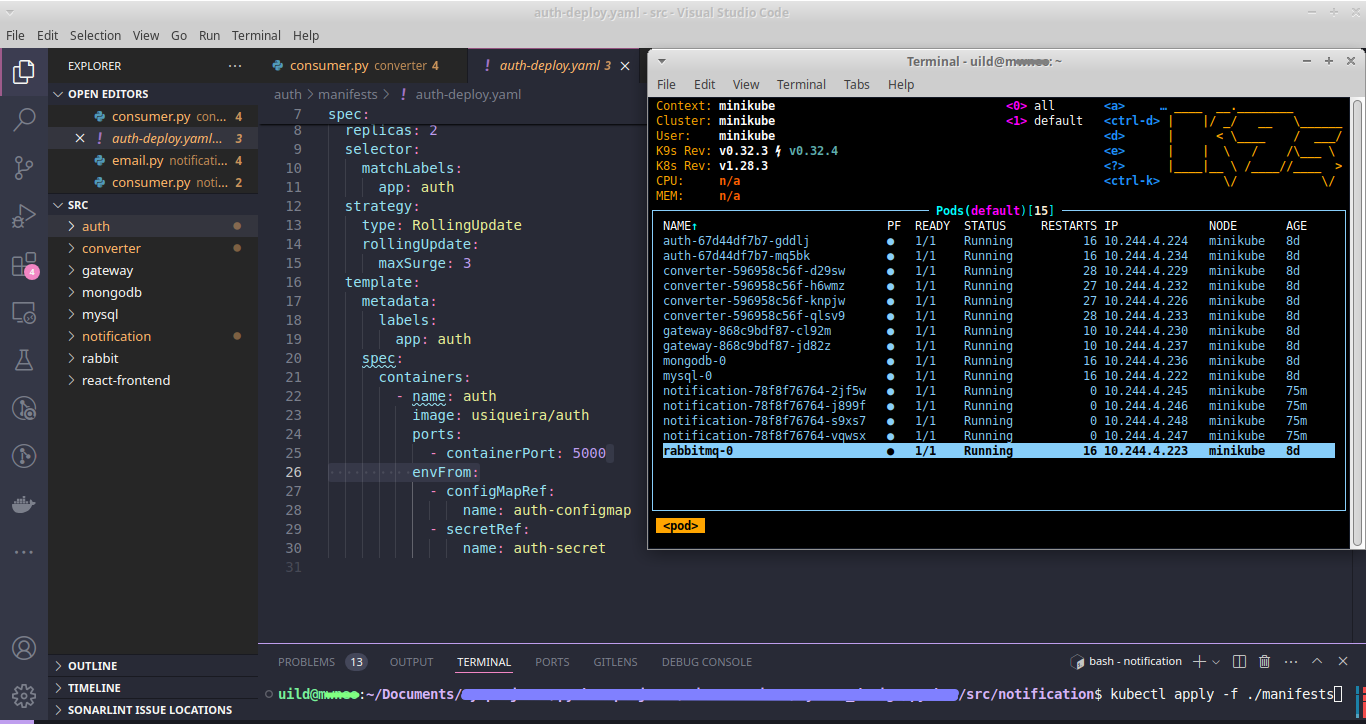 auth-deploy.yaml - src - Visual Studio Code
File Edit Selection View Go Run Terminal Help
EXPLORER
OPEN EDITORS
consumer.py con... 4
auth-deploy.yaml... 3
email.py notificati... 4
consumer.py noti... 2
SRC
auth
converter
gateway
mongodb
mysql
notification
rabbit
react-frontend
OUTLINE
TIMELINE
SONARLINT ISSUE LOCATIONS
4
consumer.py converter 4
! auth-deploy.yaml 3
auth > manifests > ! auth-deploy.yaml
7 spec:
8 replicas: 2
9 selector:
10 matchLabels:
11 app: auth
12 strategy:
13 type: RollingUpdate
14 rollingUpdate:
15 maxSurge: 3
16 template:
17 metadata:
18 labels:
19 app: auth
20 spec:
21 containers:
22 - name: auth
23 image: usiqueira/auth
24 ports:
25 - containerPort: 5000
26 envFrom:
27 - configMapRef:
28 name: auth-configmap
29 - secretRef:
30 name: auth-secret
31
Terminal - uild@ : ~
File Edit View Terminal Tabs Help
Context: minikube <0> all <a> …
Cluster: minikube <1> default <ctrl-d>
User: minikube <d>
K9s Rev: v0.32.3 ⚡ v0.32.4 <e>
K8s Rev: v1.28.3 <?>
CPU: n/a <ctrl-k>
MEM: n/a
Pods(default)[15]
NAME↑ PF READY STATUS RESTARTS IP NODE AGE
auth-67d44df7b7-gddlj ● 1/1 Running 16 10.244.4.224 minikube 8d
auth-67d44df7b7-mq5bk ● 1/1 Running 16 10.244.4.234 minikube 8d
converter-596958c56f-d29sw ● 1/1 Running 28 10.244.4.229 minikube 8d
converter-596958c56f-h6wmz ● 1/1 Running 27 10.244.4.232 minikube 8d
converter-596958c56f-knpjw ● 1/1 Running 27 10.244.4.226 minikube 8d
converter-596958c56f-qlsv9 ● 1/1 Running 28 10.244.4.233 minikube 8d
gateway-868c9bdf87-cl92m ● 1/1 Running 10 10.244.4.230 minikube 8d
gateway-868c9bdf87-jd82z ● 1/1 Running 10 10.244.4.237 minikube 8d
mongodb-0 ● 1/1 Running 16 10.244.4.236 minikube 8d
mysql-0 ● 1/1 Running 16 10.244.4.222 minikube 8d
notification-78f8f76764-2jf5w ● 1/1 Running 0 10.244.4.245 minikube 75m
notification-78f8f76764-j899f ● 1/1 Running 0 10.244.4.246 minikube 75m
notification-78f8f76764-s9xs7 ● 1/1 Running 0 10.244.4.248 minikube 75m
notification-78f8f76764-vqwsx ● 1/1 Running 0 10.244.4.247 minikube 75m
rabbitmq-0 ● 1/1 Running 16 10.244.4.223 minikube 8d
<pod>
PROBLEMS 13 OUTPUT TERMINAL PORTS GITLENS DEBUG CONSOLE
bash - notification
uild@ :~/Documents/ /src/notification$ kubectl apply -f ./manifests